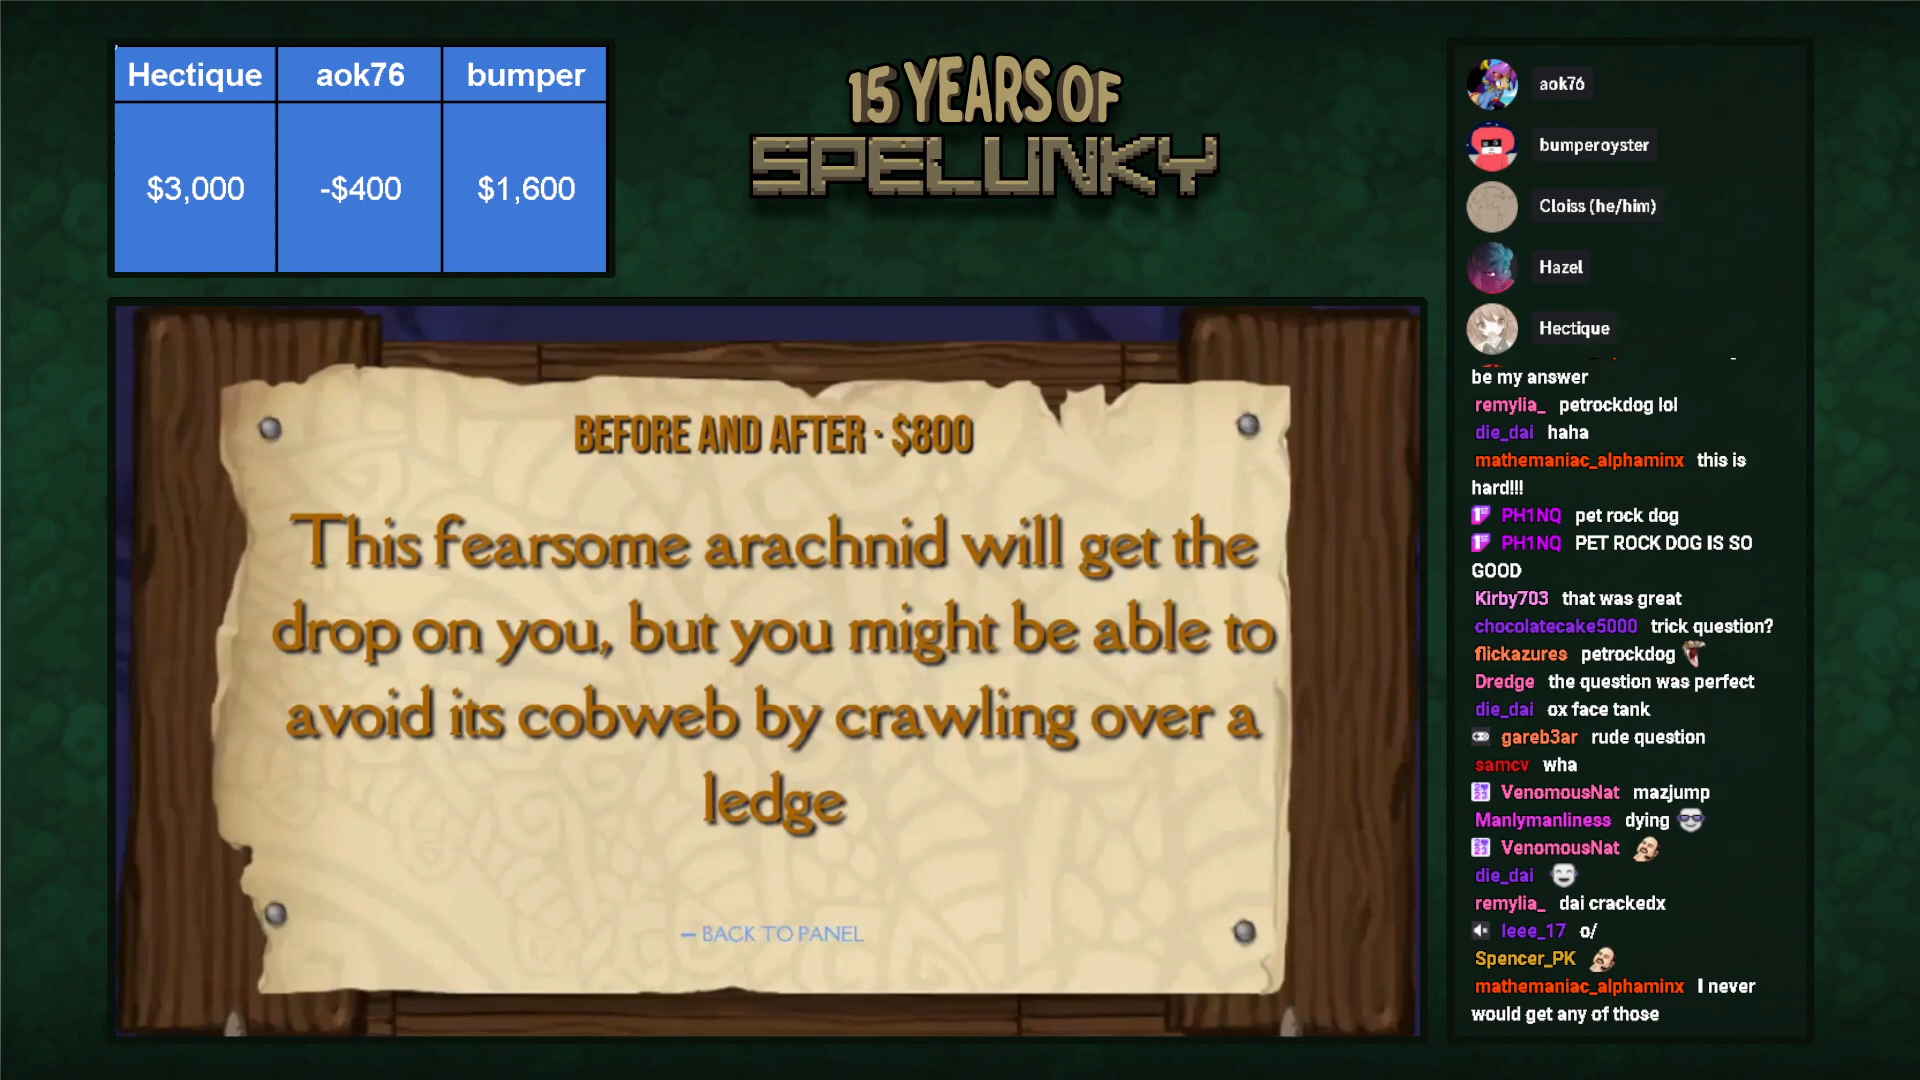 Hectique aok76 bumper
$3,000 -$400 $1,600
15 YEARS OF
SPELUNKY
BEFORE AND AFTER · $800
This fearsome arachnid will get the
drop on you, but you might be able to
avoid its cobweb by crawling over a
ledge
– BACK TO PANEL
aok76
bumperoyster
Cloiss (he/him)
Hazel
Hectique
be my answer
remylia_ petrockdog lol
die_dai haha
mathemaniac_alphaminx this is
hard!!!
PH1NQ pet rock dog
PH1NQ PET ROCK DOG IS SO
GOOD
Kirby703 that was great
chocolatecake5000 trick question?
flickazures petrockdog
Dredge the question was perfect
die_dai ox face tank
gareb3ar rude question
samcv wha
VenomousNat mazjump
Manlymanliness dying
VenomousNat
die_dai
remylia_ dai crackedx
leee_17 o/
Spencer_PK
mathemaniac_alphaminx I never
would get any of those